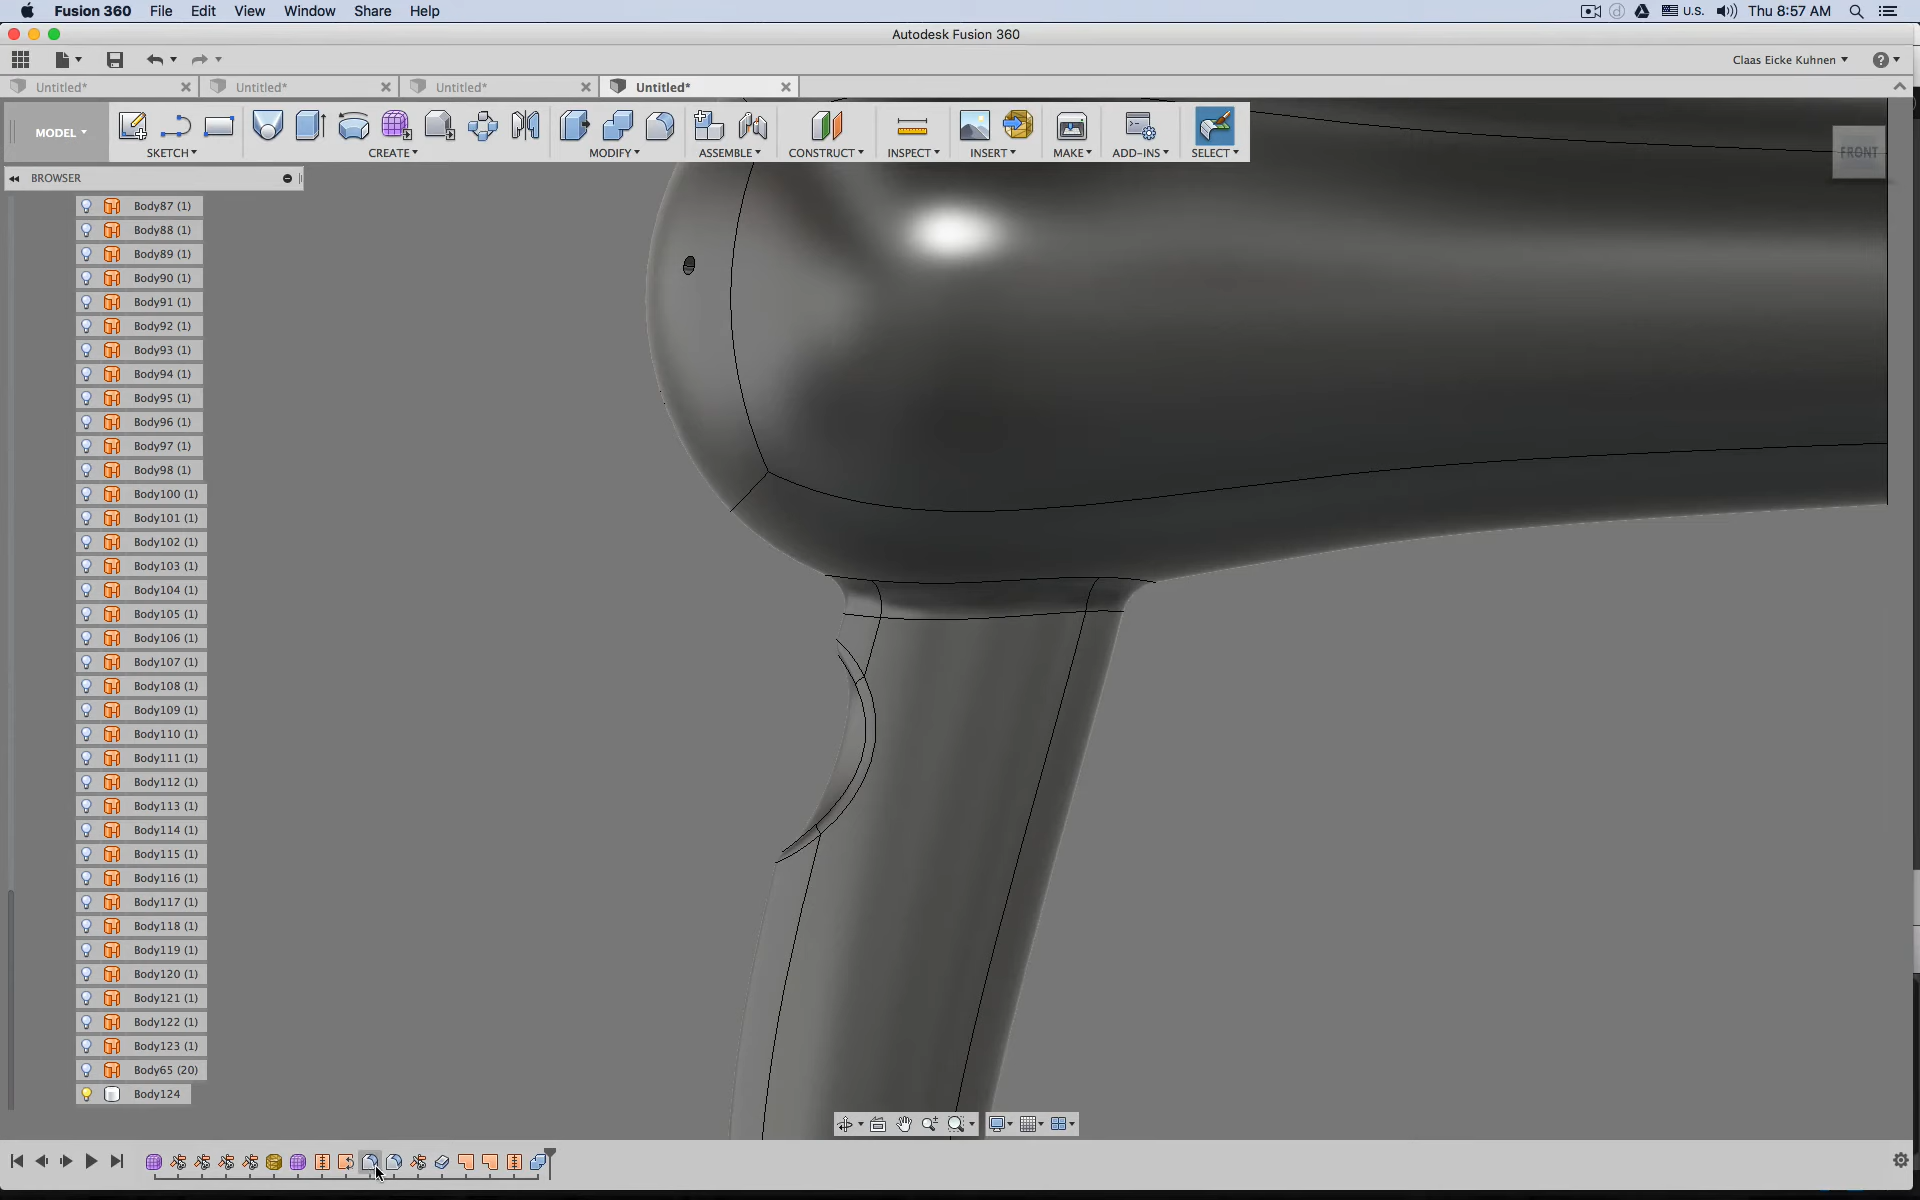 Fusion 360 File Edit View Window Share Help U.S. Thu 8:57 AM
Autodesk Fusion 360
Claas Eicke Kuhnen
Untitled* Untitled* Untitled* Untitled*
MODEL
SKETCH CREATE MODIFY ASSEMBLE CONSTRUCT INSPECT INSERT MAKE ADD-INS SELECT
FRONT
BROWSER
Body87 (1)
Body88 (1)
Body89 (1)
Body90 (1)
Body91 (1)
Body92 (1)
Body93 (1)
Body94 (1)
Body95 (1)
Body96 (1)
Body97 (1)
Body98 (1)
Body100 (1)
Body101 (1)
Body102 (1)
Body103 (1)
Body104 (1)
Body105 (1)
Body106 (1)
Body107 (1)
Body108 (1)
Body109 (1)
Body110 (1)
Body111 (1)
Body112 (1)
Body113 (1)
Body114 (1)
Body115 (1)
Body116 (1)
Body117 (1)
Body118 (1)
Body119 (1)
Body120 (1)
Body121 (1)
Body122 (1)
Body123 (1)
Body65 (20)
Body124